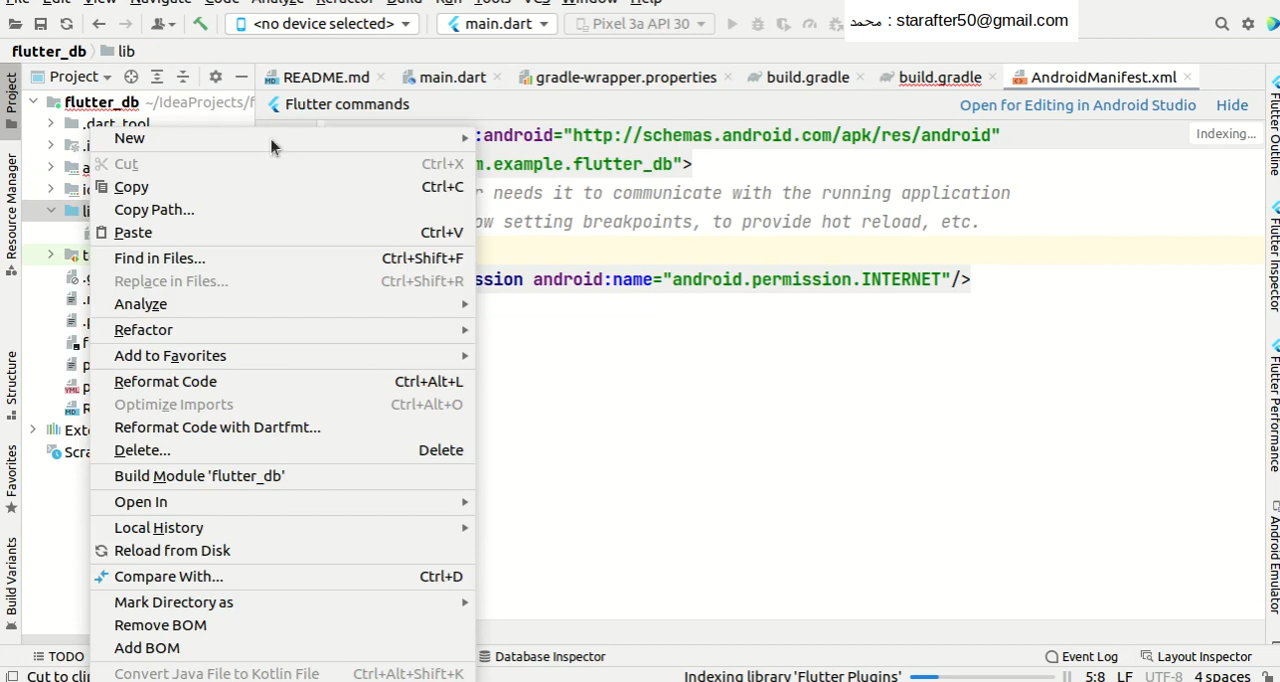 <no device selected>
main.dart
Pixel 3a API 30
محمد : starafter50@gmail.com
flutter_db
lib
Project
README.md
main.dart
gradle-wrapper.properties
build.gradle
build.gradle
AndroidManifest.xml
flutter_db ~/IdeaProjects/f
Flutter commands
Open for Editing in Android Studio
Hide
.dart_tool
New
:android="http://schemas.android.com/apk/res/android"
Indexing...
Cut Ctrl+X
m.example.flutter_db">
Copy Ctrl+C
r needs it to communicate with the running application
Copy Path...
ow setting breakpoints, to provide hot reload, etc.
Paste Ctrl+V
Find in Files... Ctrl+Shift+F
Replace in Files... Ctrl+Shift+R
ssion android:name="android.permission.INTERNET"/>
Analyze
Refactor
Add to Favorites
Reformat Code Ctrl+Alt+L
Optimize Imports Ctrl+Alt+O
Reformat Code with Dartfmt...
Delete... Delete
Build Module 'flutter_db'
Open In
Local History
Reload from Disk
Compare With... Ctrl+D
Mark Directory as
Remove BOM
Add BOM
Convert Java File to Kotlin File Ctrl+Alt+Shift+K
Exte
Scra
Project
Resource Manager
Structure
Favorites
Build Variants
Flutter Outline
Flutter Inspector
Flutter Performance
Android Emulator
TODO
Database Inspector
Event Log
Layout Inspector
Cut to cli
Indexing library 'Flutter Plugins'
5:8 LF UTF-8 4 spaces